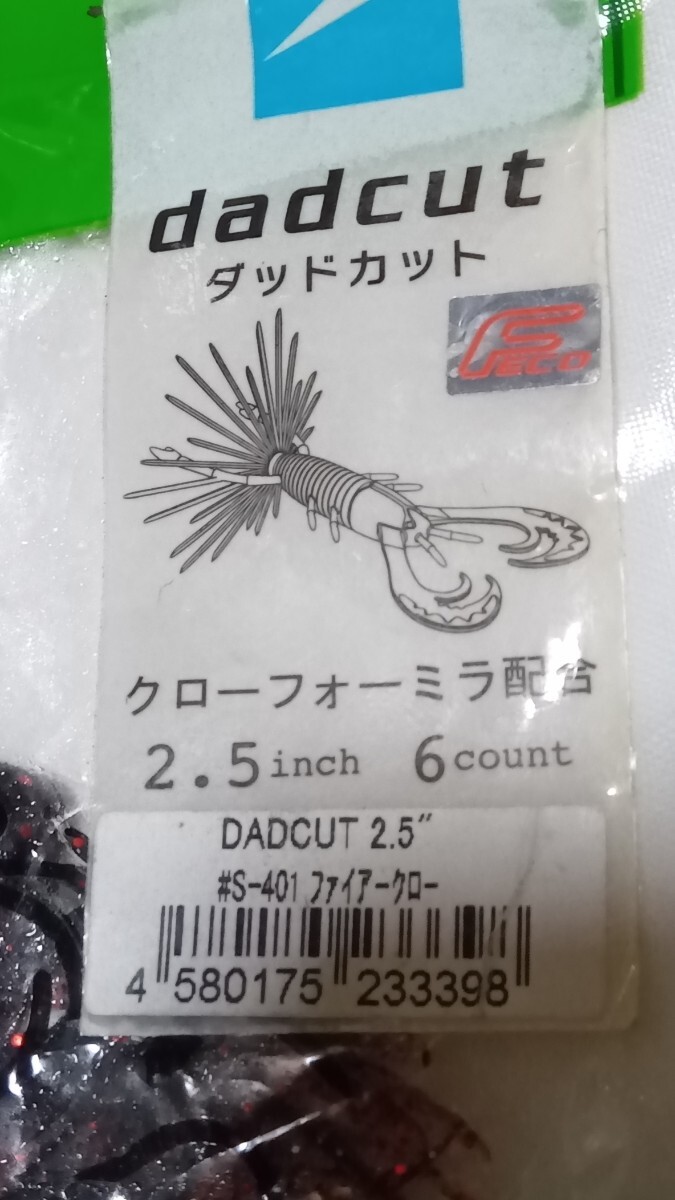 dadcut
ダッドカット
FECO
クローフォーミラ配合
2.5inch 6count
DADCUT 2.5″
#S-401 ファイアークロー
4 580175 233398